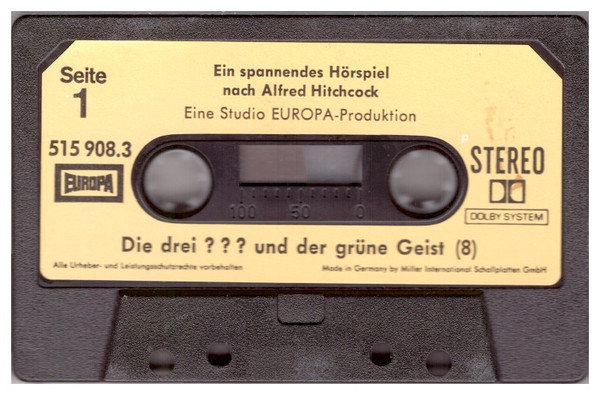 Seite
1
Ein spannendes Hörspiel
nach Alfred Hitchcock
Eine Studio EUROPA-Produktion
515 908.3
EUROPA
STEREO
DOLBY SYSTEM
100 50 0
Die drei ? ? ? und der grüne Geist (8)
Alle Urheber- und Leistungsschutzrechte vorbehalten
Made in Germany by Miller International Schallplatten GmbH